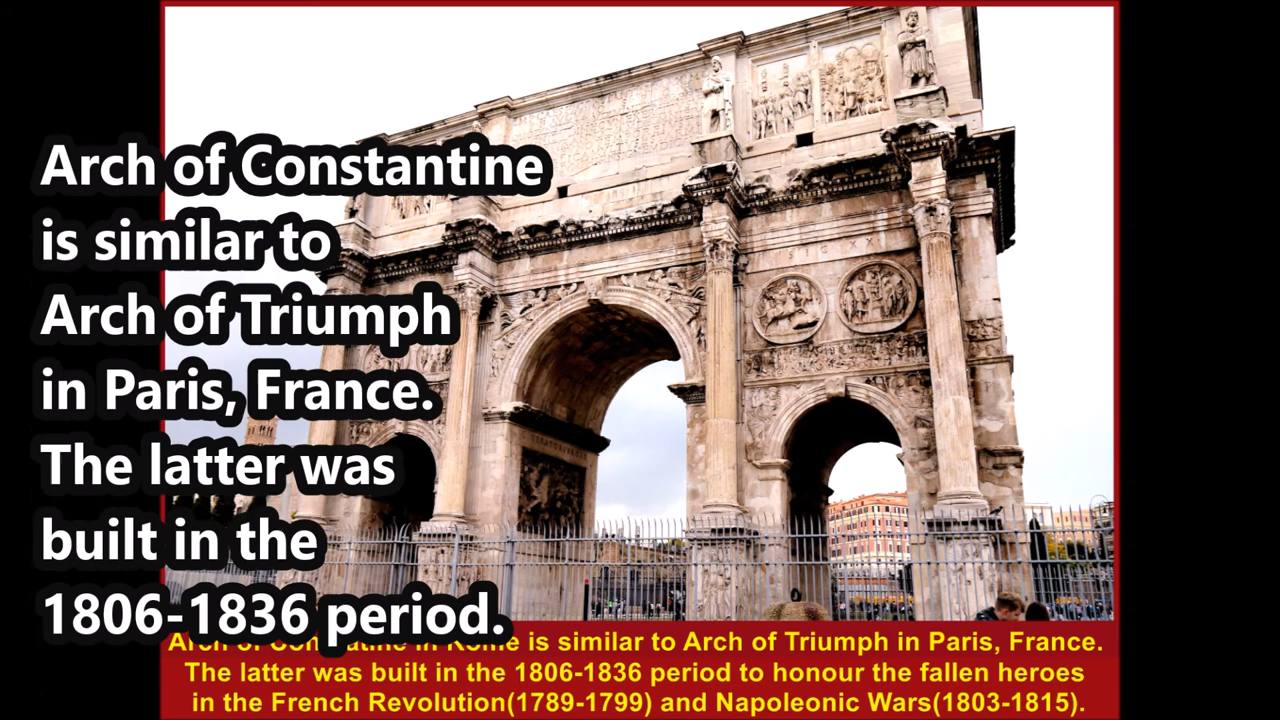 Arch of Constantine
is similar to
Arch of Triumph
in Paris, France.
The latter was
built in the
1806-1836 period.
Arch of Constantine in Rome is similar to Arch of Triumph in Paris, France.
The latter was built in the 1806-1836 period to honour the fallen heroes
in the French Revolution(1789-1799) and Napoleonic Wars(1803-1815).